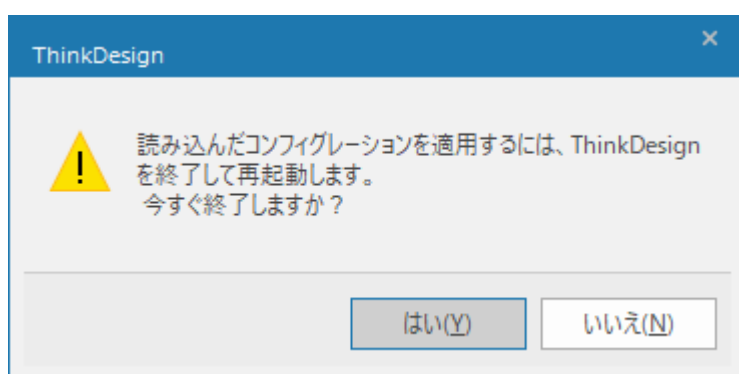 ThinkDesign
読み込んだコンフィグレーションを適用するには、ThinkDesign
を終了して再起動します。
今すぐ終了しますか？
はい(Y)
いいえ(N)